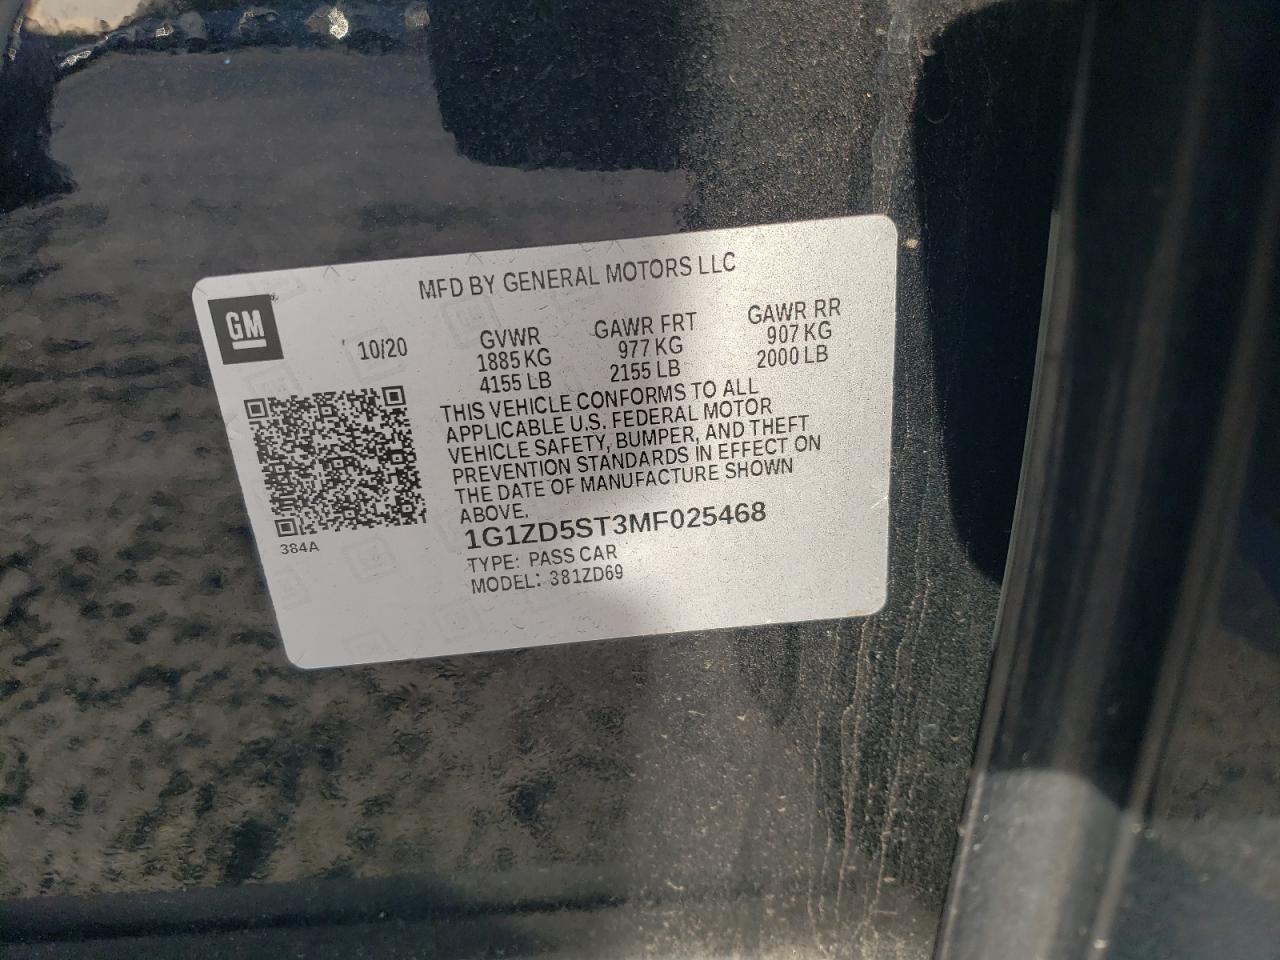 MFD BY GENERAL MOTORS LLC
GM
10/20
GVWR GAWR FRT GAWR RR
1885 KG 977 KG 907 KG
4155 LB 2155 LB 2000 LB
THIS VEHICLE CONFORMS TO ALL
APPLICABLE U.S. FEDERAL MOTOR
VEHICLE SAFETY, BUMPER, AND THEFT
PREVENTION STANDARDS IN EFFECT ON
THE DATE OF MANUFACTURE SHOWN
ABOVE.
1G1ZD5ST3MF025468
384A
TYPE: PASS CAR
MODEL: 381ZD69